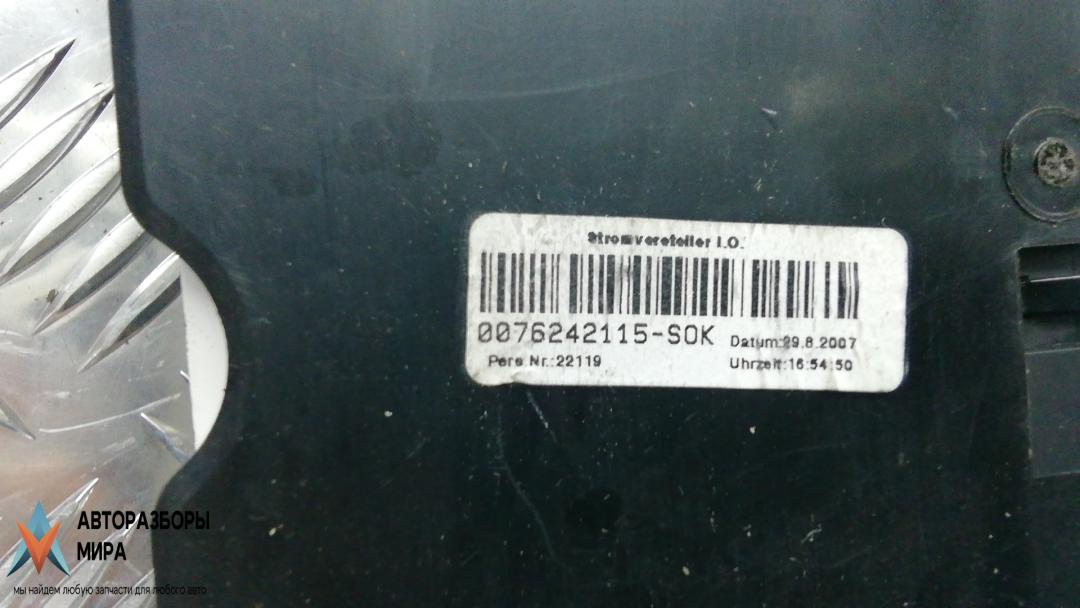 Stromverteiler I.O.
0076242115-SOK
Datum:29.8.2007
Pers Nr.:22119
Uhrzeit:16:54:50
АВТОРАЗБОРЫ
МИРА
мы найдем любую запчасти для любого авто